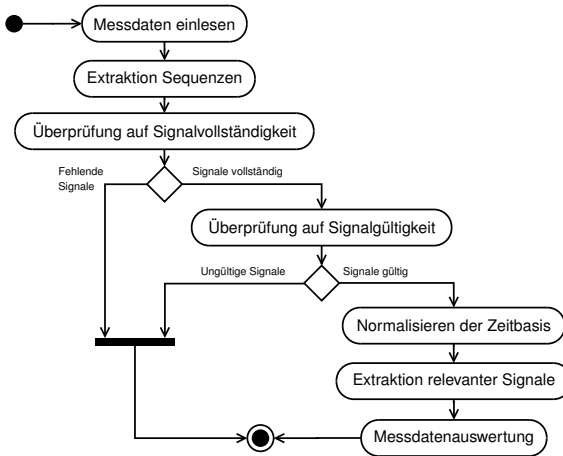 Messdaten einlesen
Extraktion Sequenzen
Überprüfung auf Signalvollständigkeit
Fehlende
Signale
Signale vollständig
Überprüfung auf Signalgültigkeit
Ungültige Signale
Signale gültig
Normalisieren der Zeitbasis
Extraktion relevanter Signale
Messdatenauswertung